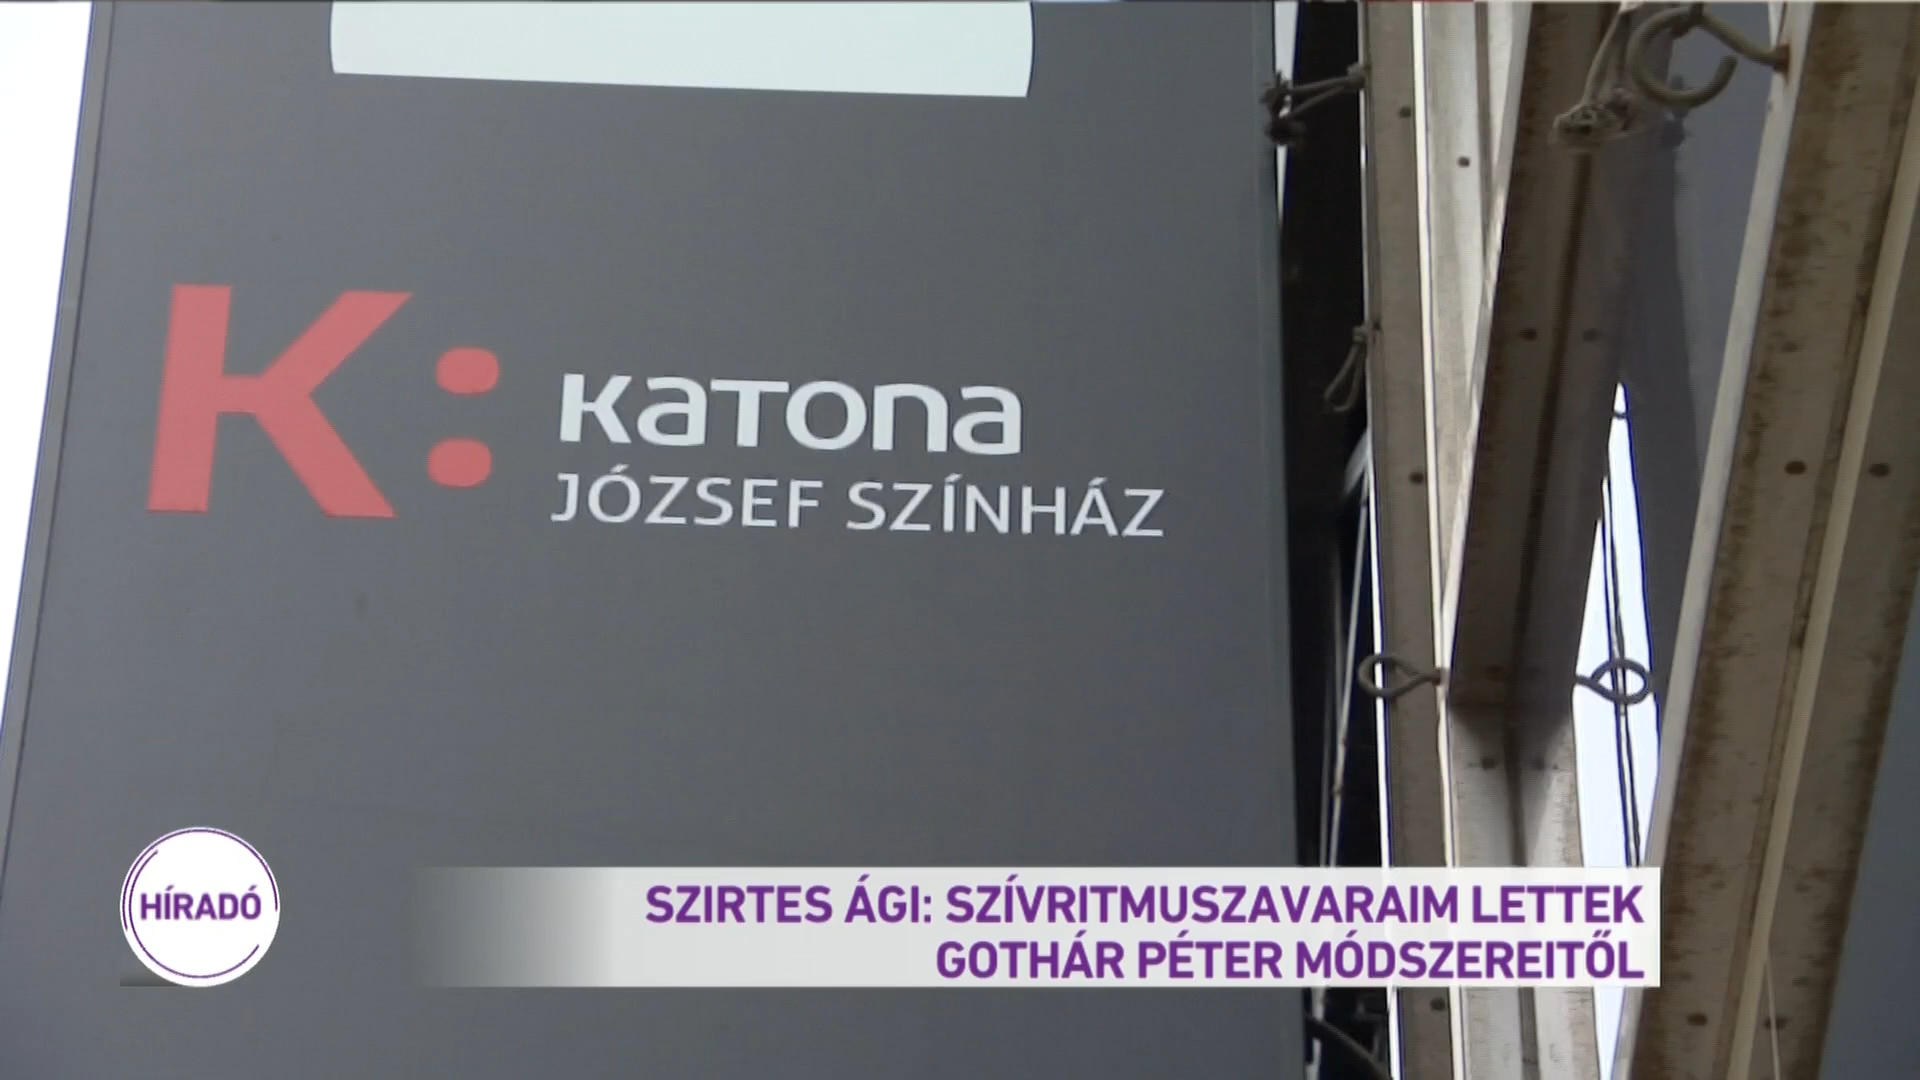 K:
Katona
JÓZSEF SZÍNHÁZ
HÍRADÓ
SZIRTES ÁGI: SZÍVRITMUSZAVARAIM LETTEK
GOTHÁR PÉTER MÓDSZEREITŐL